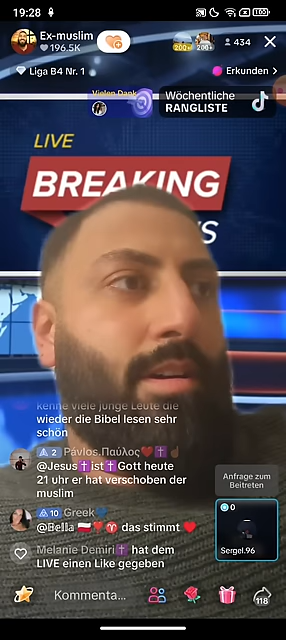 19:28
100
Ex-muslim
196.5K
200+
200+
434
Liga B4 Nr. 1
Erkunden >
Vielen Dank
Wöchentliche
RANGLISTE
LIVE
BREAKING
WS
kenne viele junge Leute die
wieder die Bibel lesen sehr
schön
2 Pávlos.Παύλος❤️✝️☝🏽
@Jesus✝️ist✝️Gott heute
21 uhr er hat verschoben der
muslim
10 Greek💙
@Bella 🇵🇱❤️♈ das stimmt ❤️
Melanie Demiri✝️ hat dem
LIVE einen Like gegeben
Anfrage zum
Beitreten
0
Sergel.96
Kommenta...
118